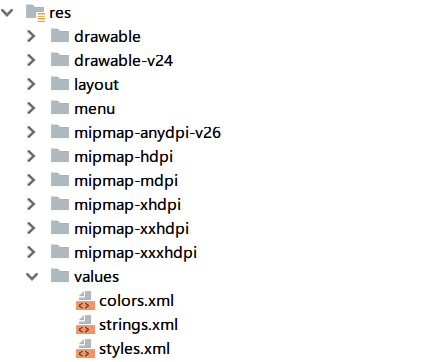 res
drawable
drawable-v24
layout
menu
mipmap-anydpi-v26
mipmap-hdpi
mipmap-mdpi
mipmap-xhdpi
mipmap-xxhdpi
mipmap-xxxhdpi
values
colors.xml
strings.xml
styles.xml